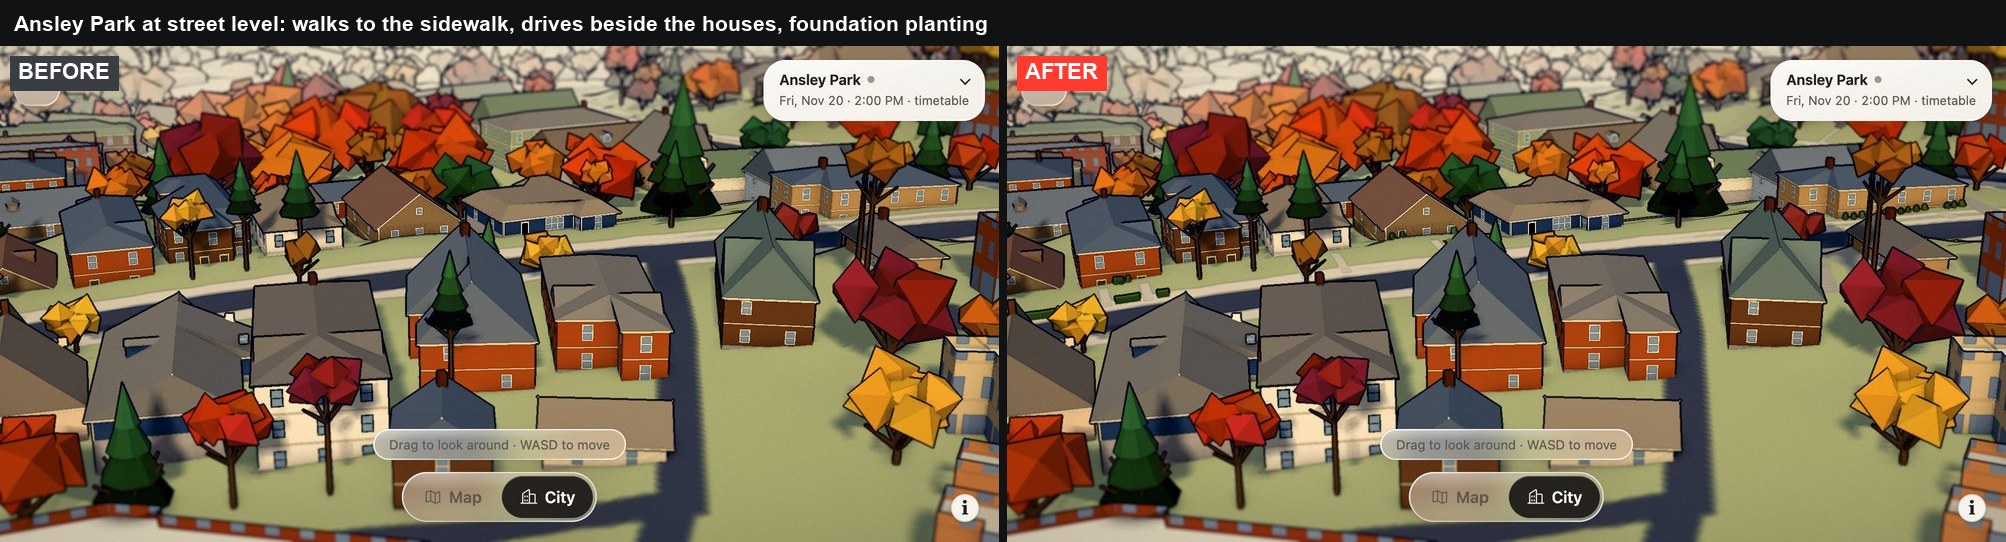 Ansley Park at street level: walks to the sidewalk, drives beside the houses, foundation planting
BEFORE
Ansley Park
Fri, Nov 20 · 2:00 PM · timetable
Drag to look around · WASD to move
Map
City
i
AFTER
Ansley Park
Fri, Nov 20 · 2:00 PM · timetable
Drag to look around · WASD to move
Map
City
i